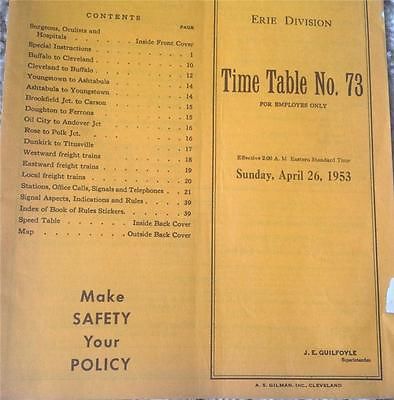 CONTENTS
PAGE
Surgeons, Oculists and
Hospitals . . . . Inside Front Cover
Special Instructions . . . . 1
Buffalo to Cleveland . . . . 10
Cleveland to Buffalo . . . . 12
Youngstown to Ashtabula . . . . 14
Ashtabula to Youngstown . . . . 14
Brookfield Jct. to Carson . . . . 15
Doughton to Ferrona . . . . 15
Oil City to Andover Jct. . . . . 16
Rose to Polk Jct. . . . . 16
Dunkirk to Titusville . . . . 17
Westward freight trains . . . . 18
Eastward freight trains . . . . 19
Local freight trains . . . . 20
Stations, Office Calls, Signals and Telephones . . 21
Signal Aspects, Indications and Rules . . . . 39
Index of Book of Rules Stickers . . . . 39
Speed Table . . . . Inside Back Cover
Map . . . . Outside Back Cover
Make
SAFETY
Your
POLICY
ERIE DIVISION
Time Table No. 73
FOR EMPLOYES ONLY
Effective 2.00 A. M. Eastern Standard Time
Sunday, April 26, 1953
J. E. GUILFOYLE
Superintendent
A. S. GILMAN, INC., CLEVELAND